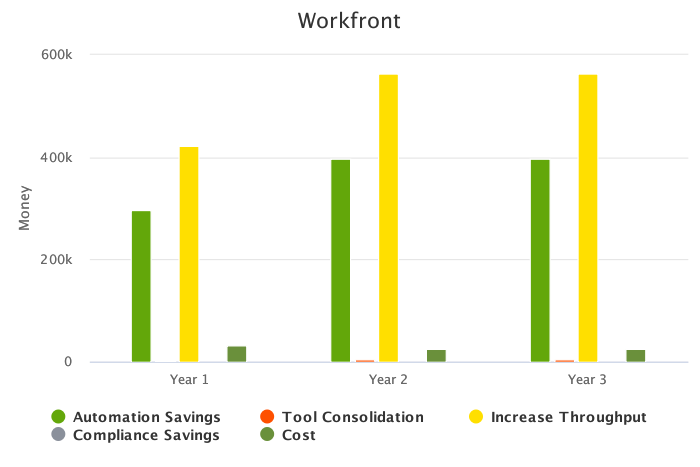 Workfront
600k
400k
200k
0
Money
Year 1 Year 2 Year 3
Automation Savings Tool Consolidation Increase Throughput
Compliance Savings Cost